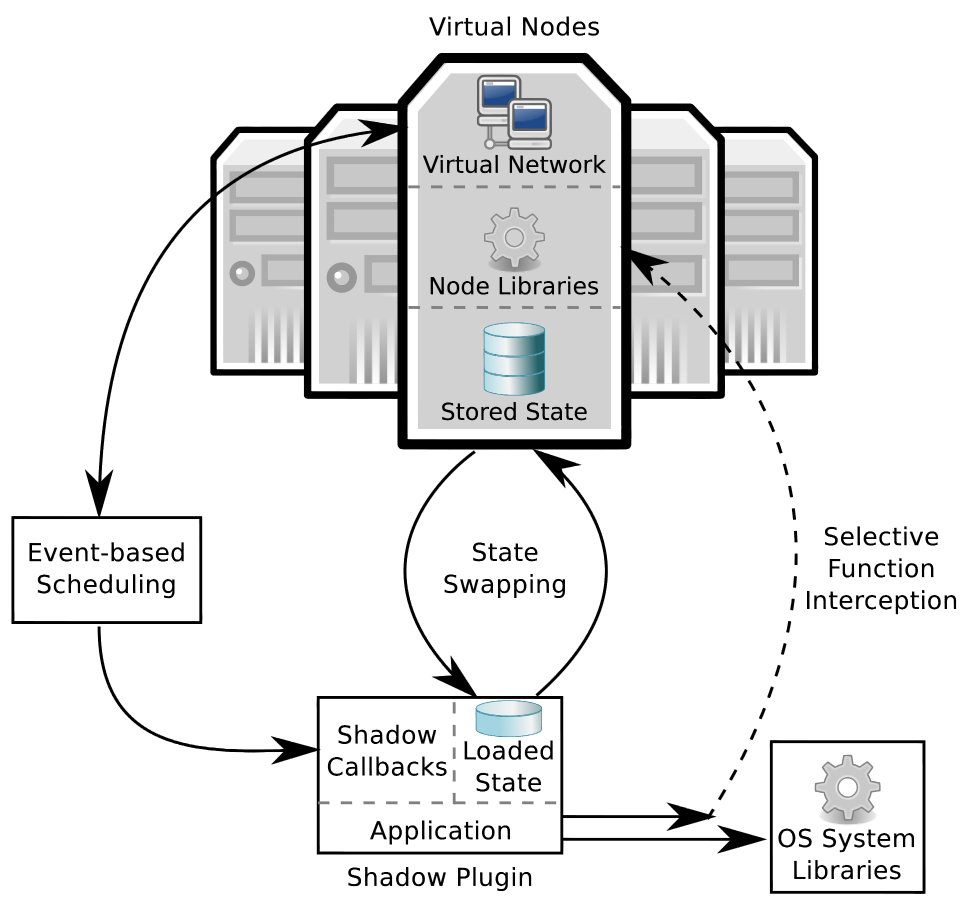 Virtual Nodes
Virtual Network
Node Libraries
Stored State
Event-based
Scheduling
State
Swapping
Selective
Function
Interception
Shadow
Callbacks
Loaded
State
Application
Shadow Plugin
OS System
Libraries